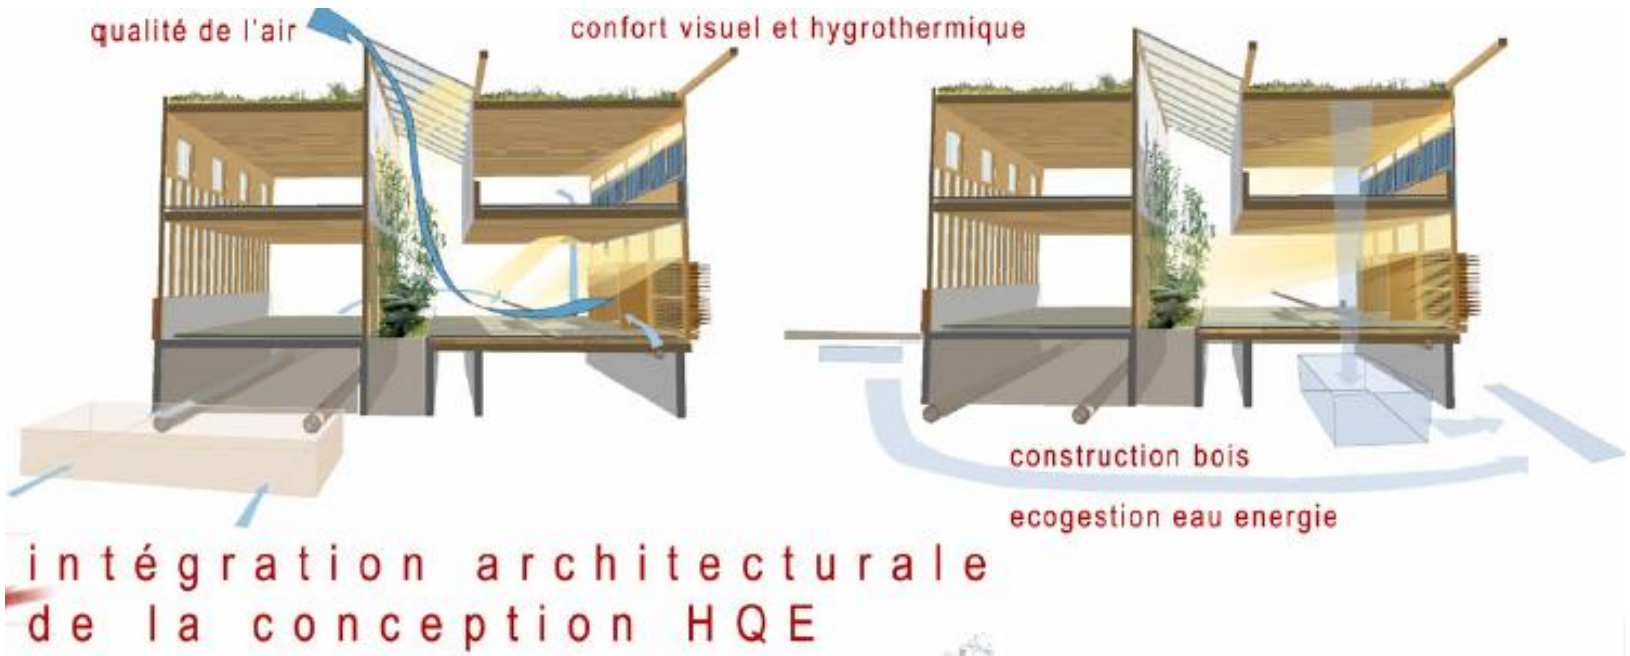 qualité de l'air
confort visuel et hygrothermique
construction bois
ecogestion eau energie
intégration architecturale
de la conception HQE